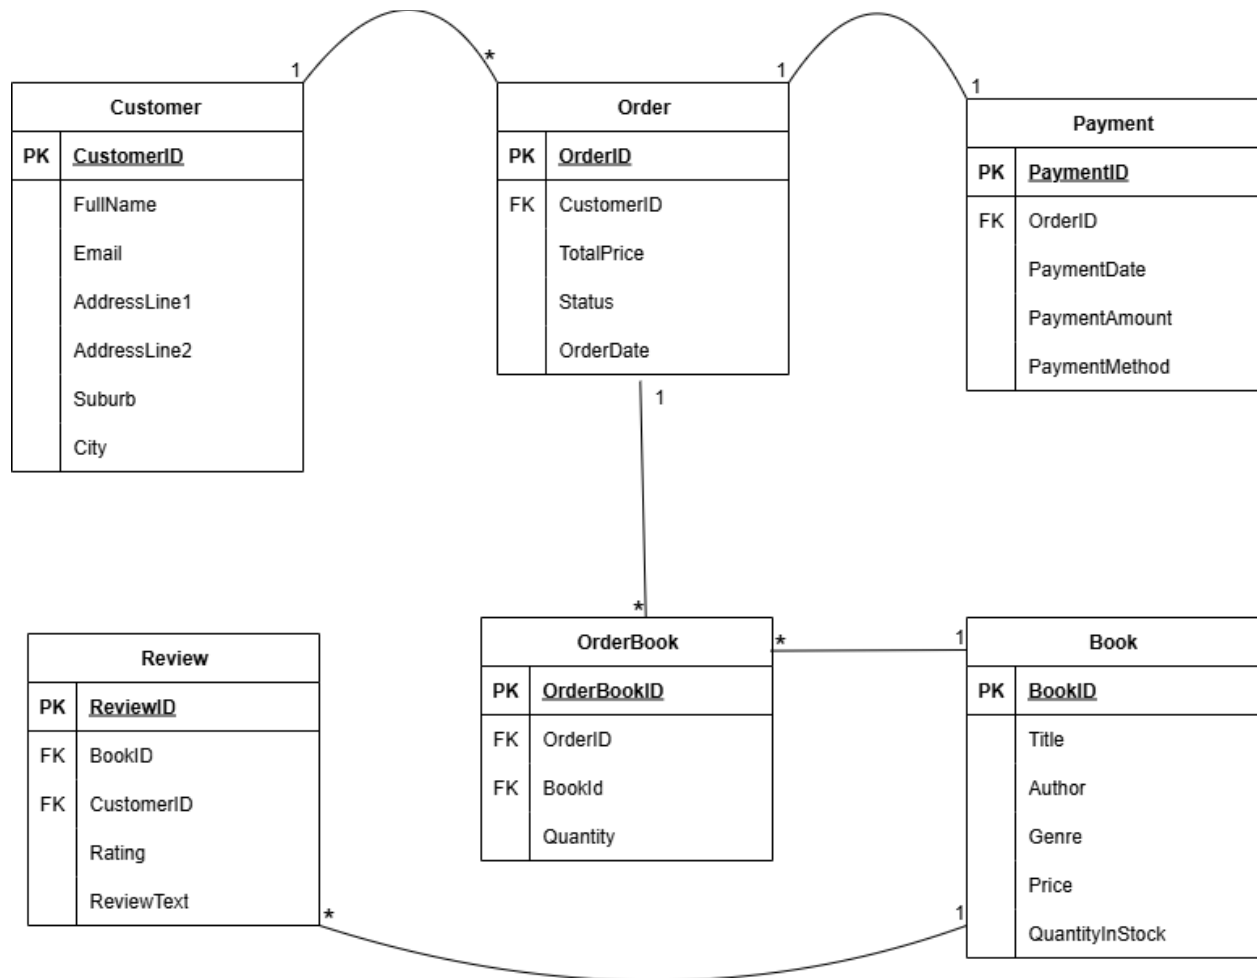 1
*
1
1
Customer
PK CustomerID
FullName
Email
AddressLine1
AddressLine2
Suburb
City
Order
PK OrderID
FK CustomerID
TotalPrice
Status
OrderDate
1
Payment
PK PaymentID
FK OrderID
PaymentDate
PaymentAmount
PaymentMethod
Review
PK ReviewID
FK BookID
FK CustomerID
Rating
ReviewText
*
*
OrderBook
PK OrderBookID
FK OrderID
FK BookId
Quantity
*
1
Book
PK BookID
Title
Author
Genre
Price
QuantityInStock
1